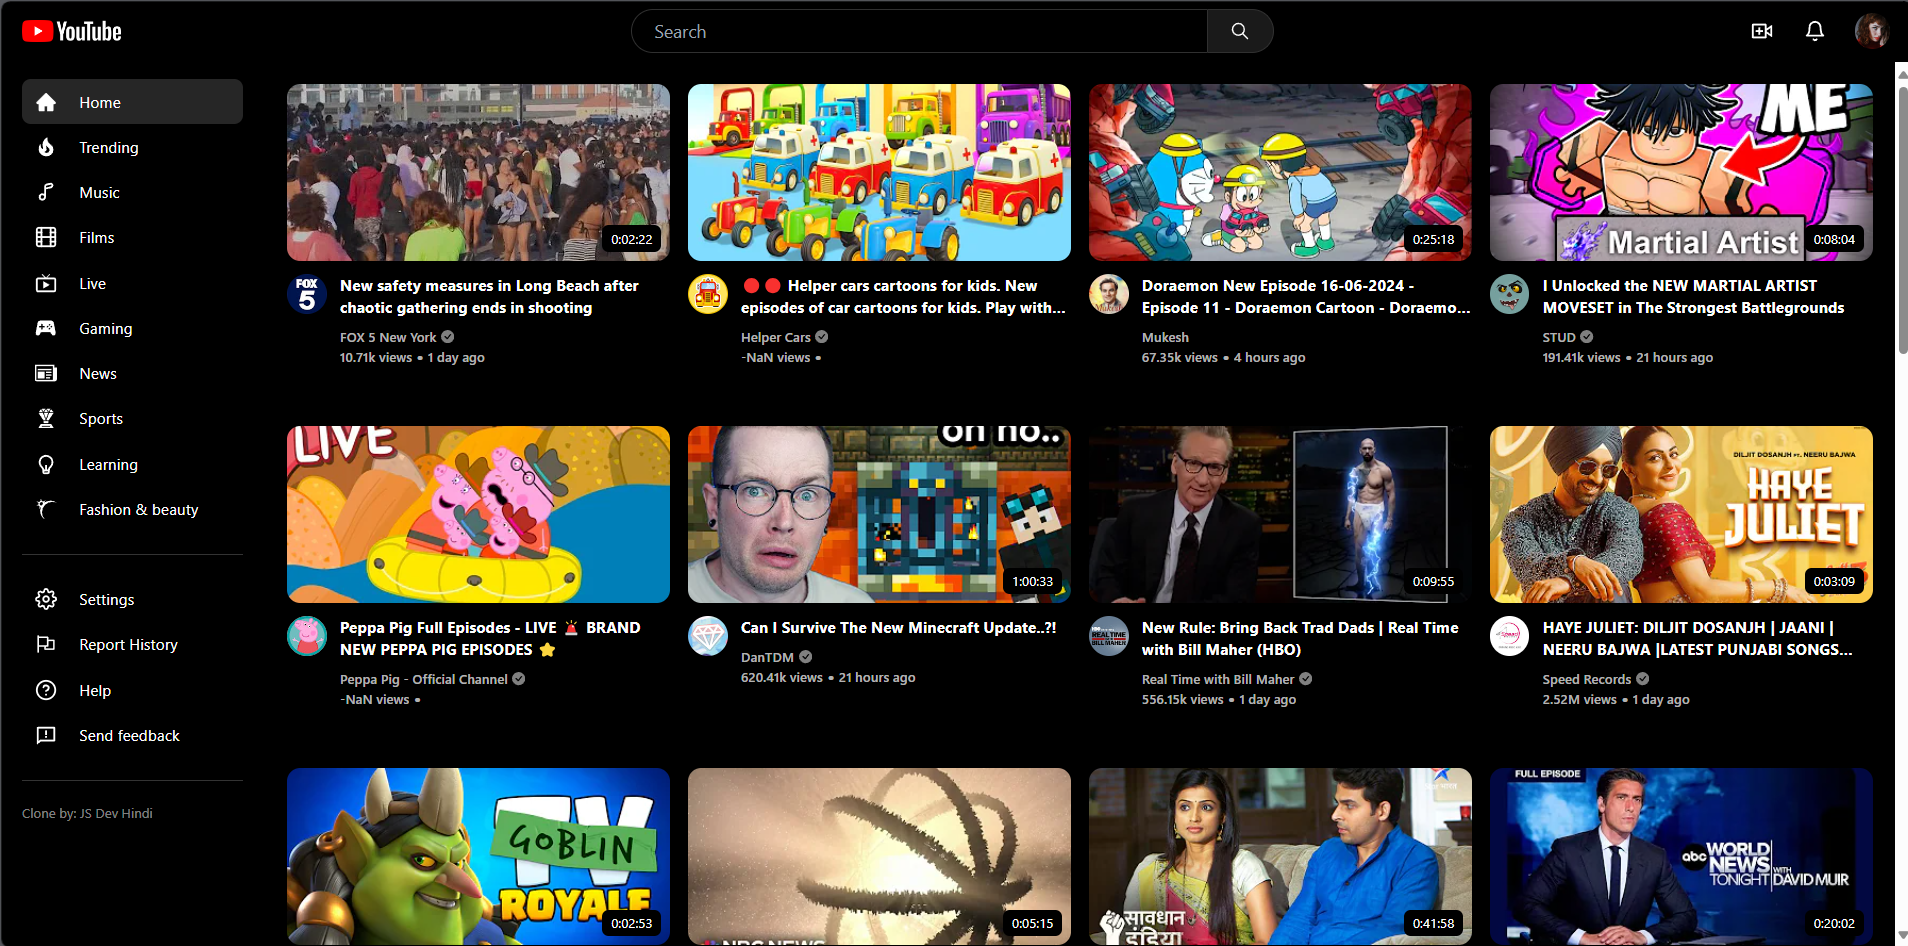 YouTube
Search
Home
Trending
Music
Films
Live
Gaming
News
Sports
Learning
Fashion & beauty
Settings
Report History
Help
Send feedback
Clone by: JS Dev Hindi
0:02:22
FOX
5
New safety measures in Long Beach after
chaotic gathering ends in shooting
FOX 5 New York
10.71k views • 1 day ago
🔴🔴 Helper cars cartoons for kids. New
episodes of car cartoons for kids. Play with...
Helper Cars
-NaN views •
0:25:18
Doraemon New Episode 16-06-2024 -
Episode 11 - Doraemon Cartoon - Doraemo...
Mukesh
67.35k views • 4 hours ago
ME
Martial Artist
0:08:04
I Unlocked the NEW MARTIAL ARTIST
MOVESET in The Strongest Battlegrounds
STUD
191.41k views • 21 hours ago
LIVE
Peppa Pig Full Episodes - LIVE 🚨 BRAND
NEW PEPPA PIG EPISODES ⭐
Peppa Pig - Official Channel
-NaN views •
oh no..
1:00:33
Can I Survive The New Minecraft Update..?!
DanTDM
620.41k views • 21 hours ago
0:09:55
REALTIME
BILL MAHER
New Rule: Bring Back Trad Dads | Real Time
with Bill Maher (HBO)
Real Time with Bill Maher
556.15k views • 1 day ago
DILJIT DOSANJH FT. NEERU BAJWA
HAYE
JULIET
0:03:09
HAYE JULIET: DILJIT DOSANJH | JAANI |
NEERU BAJWA |LATEST PUNJABI SONGS...
Speed Records
2.52M views • 1 day ago
TV
GOBLIN
ROYALE
0:02:53
NBC NEWS
0:05:15
सावधान
इंडिया
0:41:58
FULL EPISODE
abc WORLD
NEWS
TONIGHT WITH DAVID MUIR
0:20:02